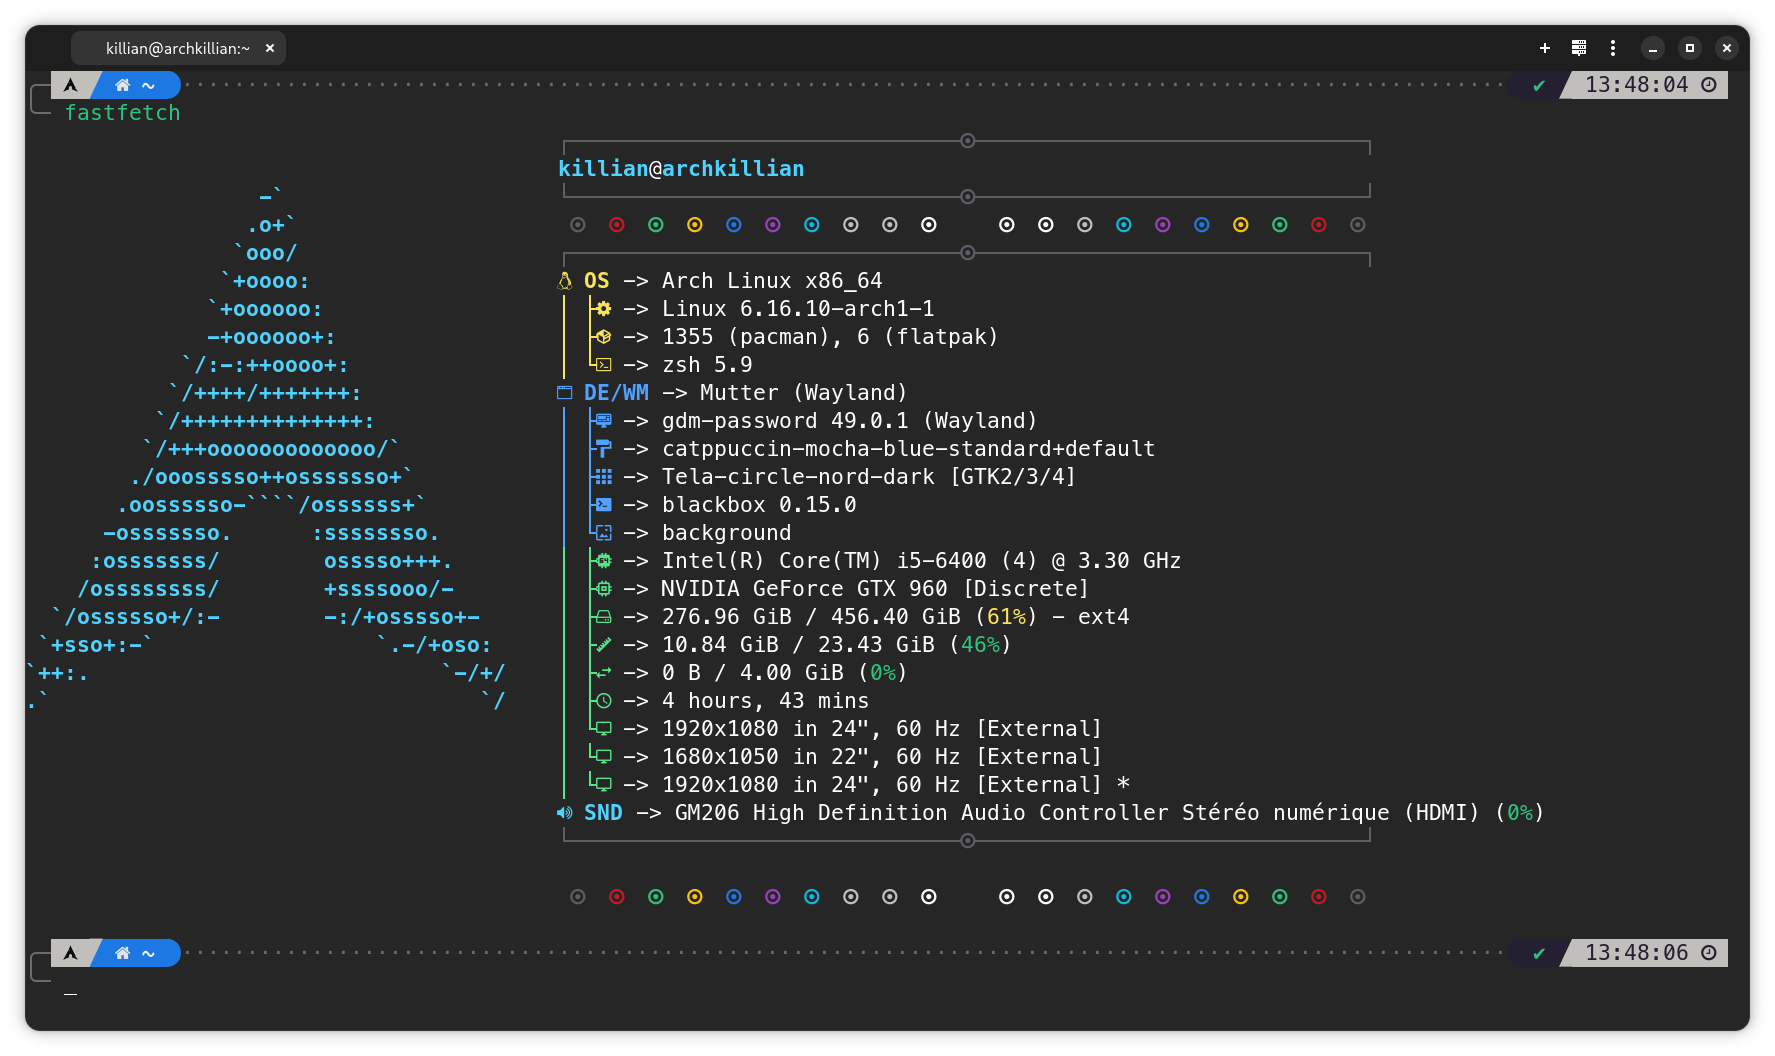 killian@archkillian:~
~ 13:48:04
fastfetch
killian@archkillian
-`
.o+`
`ooo/
`+oooo:
`+oooooo:
-+oooooo+:
`/:-:++oooo+:
`/++++/+++++++:
`/++++++++++++++:
`/+++ooooooooooooo/`
./ooosssso++osssssso+`
.oossssso-````/ossssss+`
-osssssso. :ssssssso.
:osssssss/ osssso+++.
/ossssssss/ +ssssooo/-
`/ossssso+/:- -:/+osssso+-
`+sso+:-` `.-/+oso:
`++:. `-/+/
.` `/
OS -> Arch Linux x86_64
-> Linux 6.16.10-arch1-1
-> 1355 (pacman), 6 (flatpak)
-> zsh 5.9
DE/WM -> Mutter (Wayland)
-> gdm-password 49.0.1 (Wayland)
-> catppuccin-mocha-blue-standard+default
-> Tela-circle-nord-dark [GTK2/3/4]
-> blackbox 0.15.0
-> background
-> Intel(R) Core(TM) i5-6400 (4) @ 3.30 GHz
-> NVIDIA GeForce GTX 960 [Discrete]
-> 276.96 GiB / 456.40 GiB (61%) - ext4
-> 10.84 GiB / 23.43 GiB (46%)
-> 0 B / 4.00 GiB (0%)
-> 4 hours, 43 mins
-> 1920x1080 in 24", 60 Hz [External]
-> 1680x1050 in 22", 60 Hz [External]
-> 1920x1080 in 24", 60 Hz [External] *
SND -> GM206 High Definition Audio Controller Stéréo numérique (HDMI) (0%)
~ 13:48:06
_